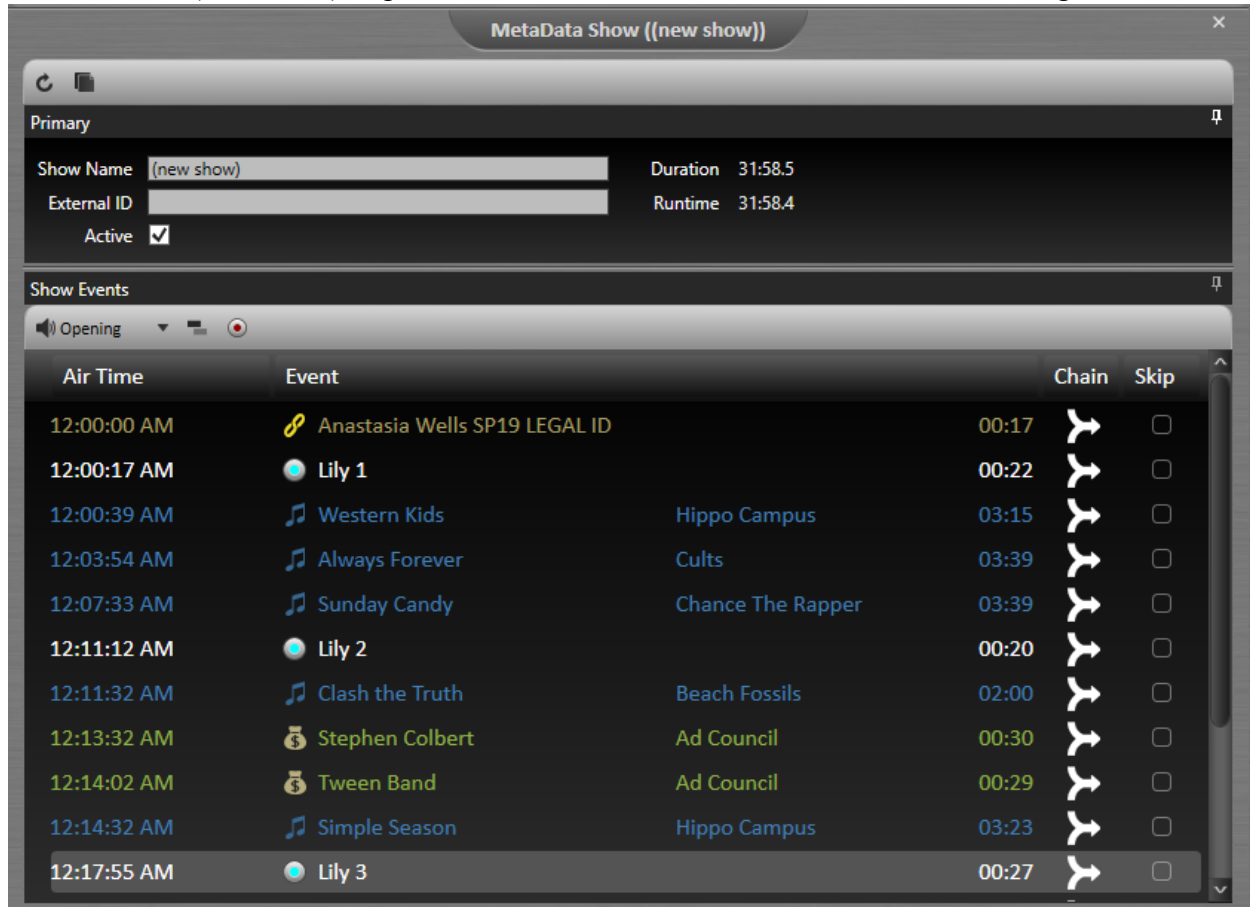 MetaData Show ((new show))
Primary
Show Name (new show) Duration 31:58.5
External ID Runtime 31:58.4
Active
Show Events
Opening
Air Time Event Chain Skip
12:00:00 AM Anastasia Wells SP19 LEGAL ID 00:17
12:00:17 AM Lily 1 00:22
12:00:39 AM Western Kids Hippo Campus 03:15
12:03:54 AM Always Forever Cults 03:39
12:07:33 AM Sunday Candy Chance The Rapper 03:39
12:11:12 AM Lily 2 00:20
12:11:32 AM Clash the Truth Beach Fossils 02:00
12:13:32 AM Stephen Colbert Ad Council 00:30
12:14:02 AM Tween Band Ad Council 00:29
12:14:32 AM Simple Season Hippo Campus 03:23
12:17:55 AM Lily 3 00:27